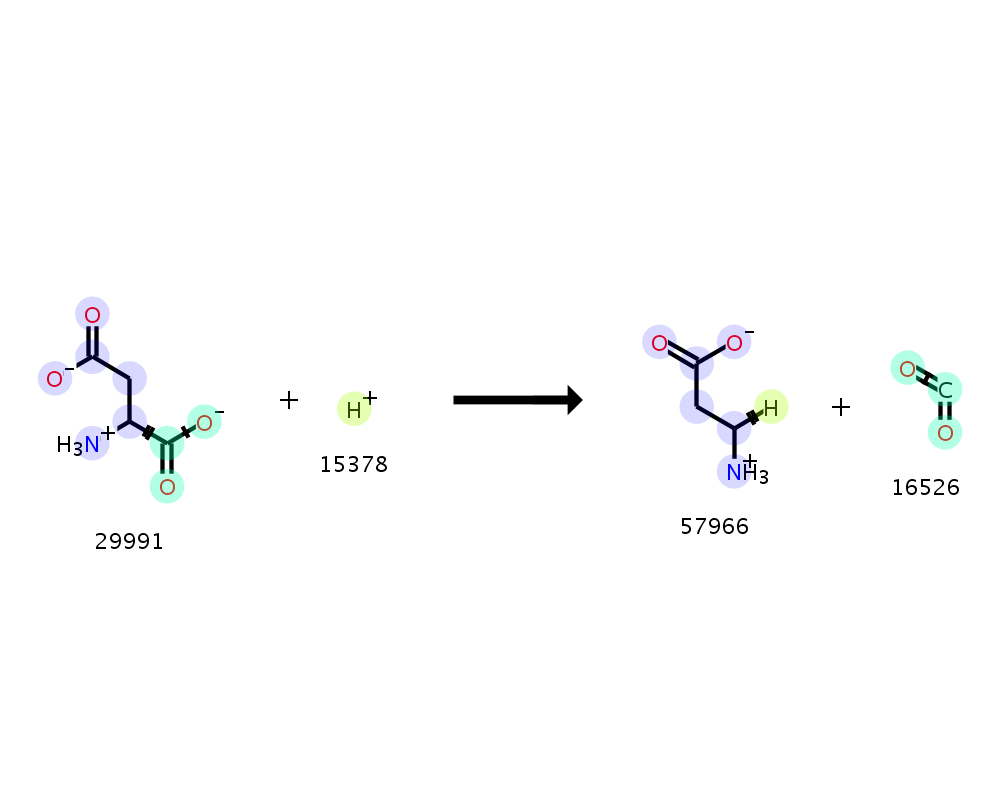 O
O-
H3N+
O-
O
29991
+
H+
15378
O
O-
H
NH3+
57966
+
O
C
O
16526